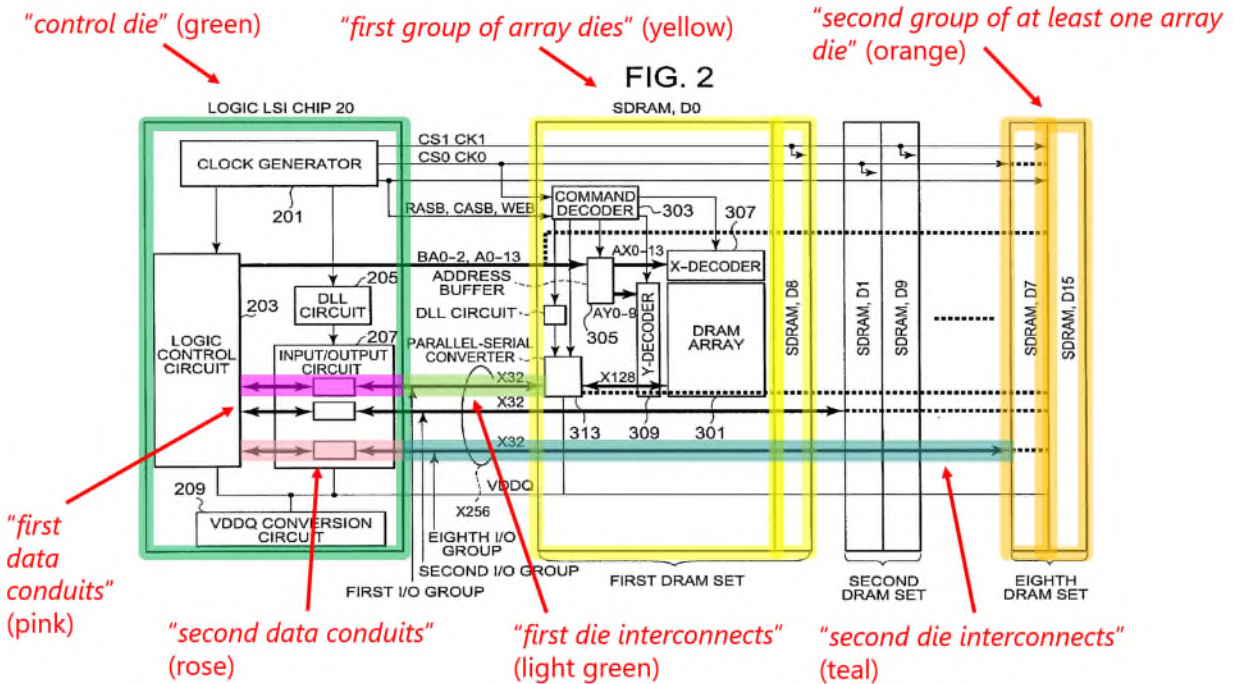 "control die" (green)
"first group of array dies" (yellow)
"second group of at least one array
die" (orange)
FIG. 2
LOGIC LSI CHIP 20
SDRAM, D0
CS1 CK1
CS0 CK0
CLOCK GENERATOR
201
RASB, CASB, WEB
COMMAND
DECODER
303
307
BA0-2, A0-13
AX0-13
X-DECODER
ADDRESS
BUFFER
205
DLL
CIRCUIT
203
DLL CIRCUIT
305
AY0-9
Y-DECODER
DRAM
ARRAY
SDRAM, D8
SDRAM, D1
SDRAM, D9
SDRAM, D7
SDRAM, D15
207
LOGIC
CONTROL
CIRCUIT
INPUT/OUTPUT
CIRCUIT
PARALLEL-SERIAL
CONVERTER
X32
X128
X32
313
309
301
X32
VDDQ
209
VDDQ CONVERSION
CIRCUIT
X256
EIGHTH I/O
GROUP
SECOND I/O GROUP
FIRST I/O GROUP
FIRST DRAM SET
SECOND
DRAM SET
EIGHTH
DRAM SET
"first
data
conduits"
(pink)
"second data conduits"
(rose)
"first die interconnects"
(light green)
"second die interconnects"
(teal)